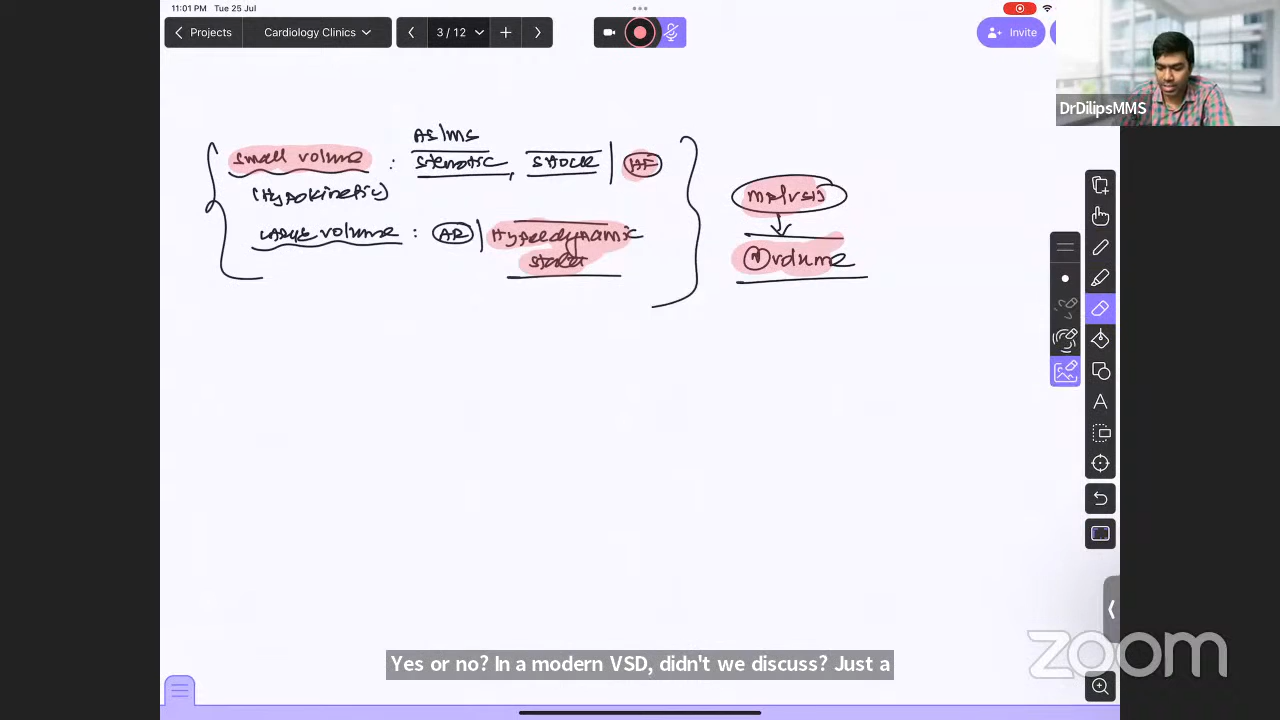 11:01 PM Tue 25 Jul
Projects
Cardiology Clinics
3 / 12
Invite
DrDilipsMMS
AS/MS
small volume : stenotic, shock | HF
(Hypokinetic)
Large volume : AR | Hyperdynamic
state
MR/VSD
(N) volume
A
Yes or no? In a modern VSD, didn't we discuss? Just a
zoom